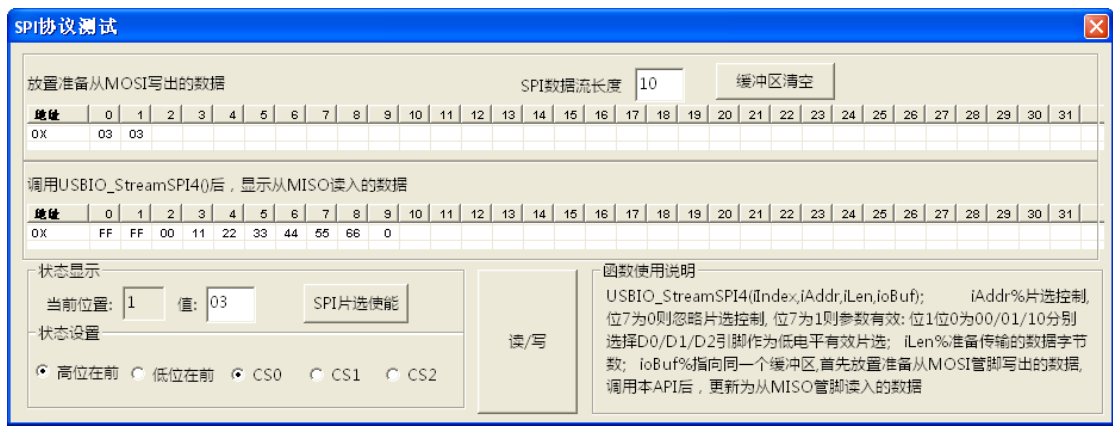 SPI协议测试
放置准备从MOSI写出的数据 SPI数据流长度 10 缓冲区清空
地址 0 1 2 3 4 5 6 7 8 9 10 11 12 13 14 15 16 17 18 19 20 21 22 23 24 25 26 27 28 29 30 31
0X 03 03
调用USBIO_StreamSPI4()后，显示从MISO读入的数据
地址 0 1 2 3 4 5 6 7 8 9 10 11 12 13 14 15 16 17 18 19 20 21 22 23 24 25 26 27 28 29 30 31
0X FF FF 00 11 22 33 44 55 66 0
状态显示
当前位置: 1 值: 03 SPI片选使能
状态设置
高位在前 低位在前 CS0 CS1 CS2
读/写
函数使用说明
USBIO_StreamSPI4(iIndex,iAddr,iLen,ioBuf); iAddr%片选控制,
位7为0则忽略片选控制, 位7为1则参数有效: 位1位0为00/01/10分别
选择D0/D1/D2引脚作为低电平有效片选; iLen%准备传输的数据字节
数; ioBuf%指向同一个缓冲区,首先放置准备从MOSI管脚写出的数据,
调用本API后，更新为从MISO管脚读入的数据